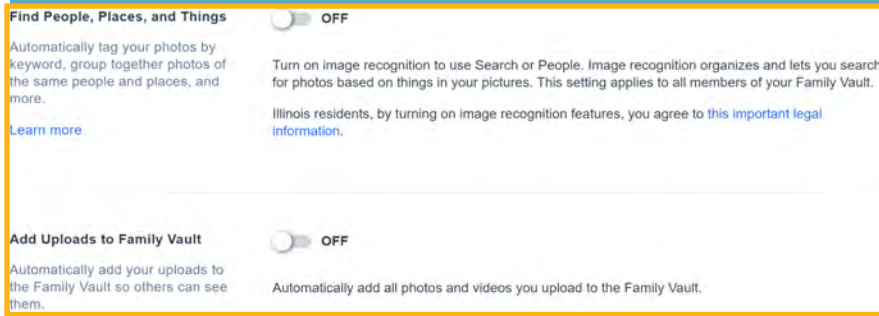 Find People, Places, and Things
OFF
Automatically tag your photos by
keyword, group together photos of
the same people and places, and
more.
Learn more
Turn on image recognition to use Search or People. Image recognition organizes and lets you search
for photos based on things in your pictures. This setting applies to all members of your Family Vault.
Illinois residents, by turning on image recognition features, you agree to this important legal
information.
Add Uploads to Family Vault
OFF
Automatically add your uploads to
the Family Vault so others can see
them.
Automatically add all photos and videos you upload to the Family Vault.